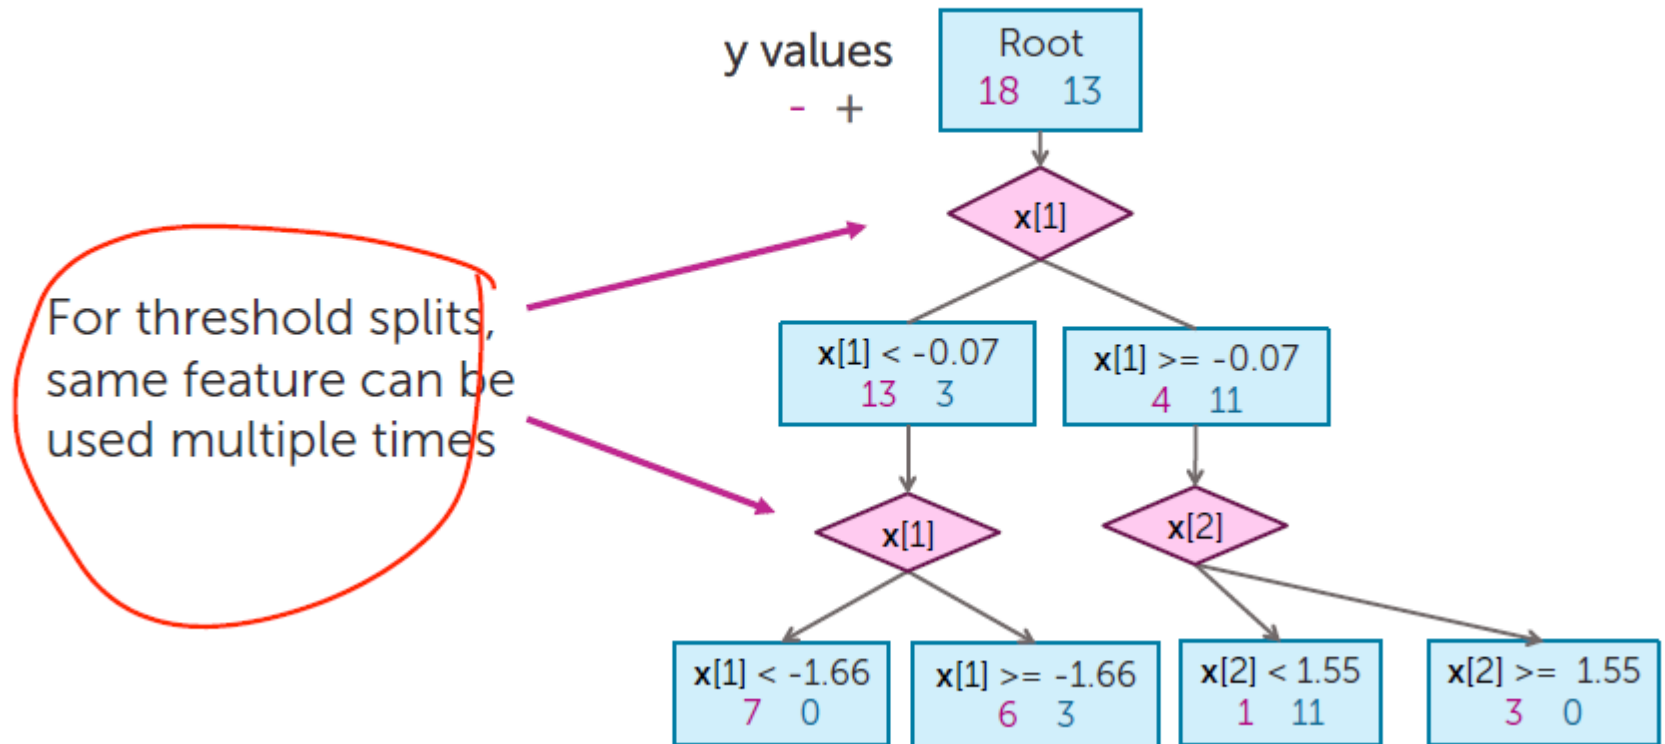 y values
- +
Root
18 13
x[1]
For threshold splits,
same feature can be
used multiple times
x[1] < -0.07
13 3
x[1] >= -0.07
4 11
x[1]
x[2]
x[1] < -1.66
7 0
x[1] >= -1.66
6 3
x[2] < 1.55
1 11
x[2] >= 1.55
3 0